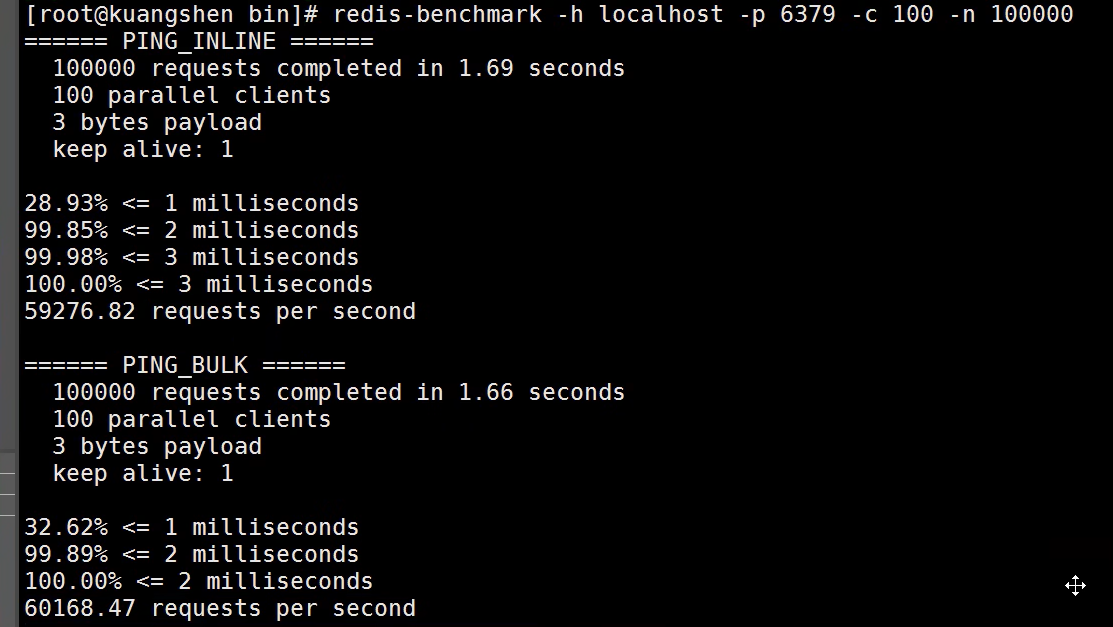 [root@kuangshen bin]# redis-benchmark -h localhost -p 6379 -c 100 -n 100000
====== PING_INLINE ======
  100000 requests completed in 1.69 seconds
  100 parallel clients
  3 bytes payload
  keep alive: 1

28.93% <= 1 milliseconds
99.85% <= 2 milliseconds
99.98% <= 3 milliseconds
100.00% <= 3 milliseconds
59276.82 requests per second

====== PING_BULK ======
  100000 requests completed in 1.66 seconds
  100 parallel clients
  3 bytes payload
  keep alive: 1

32.62% <= 1 milliseconds
99.89% <= 2 milliseconds
100.00% <= 2 milliseconds
60168.47 requests per second